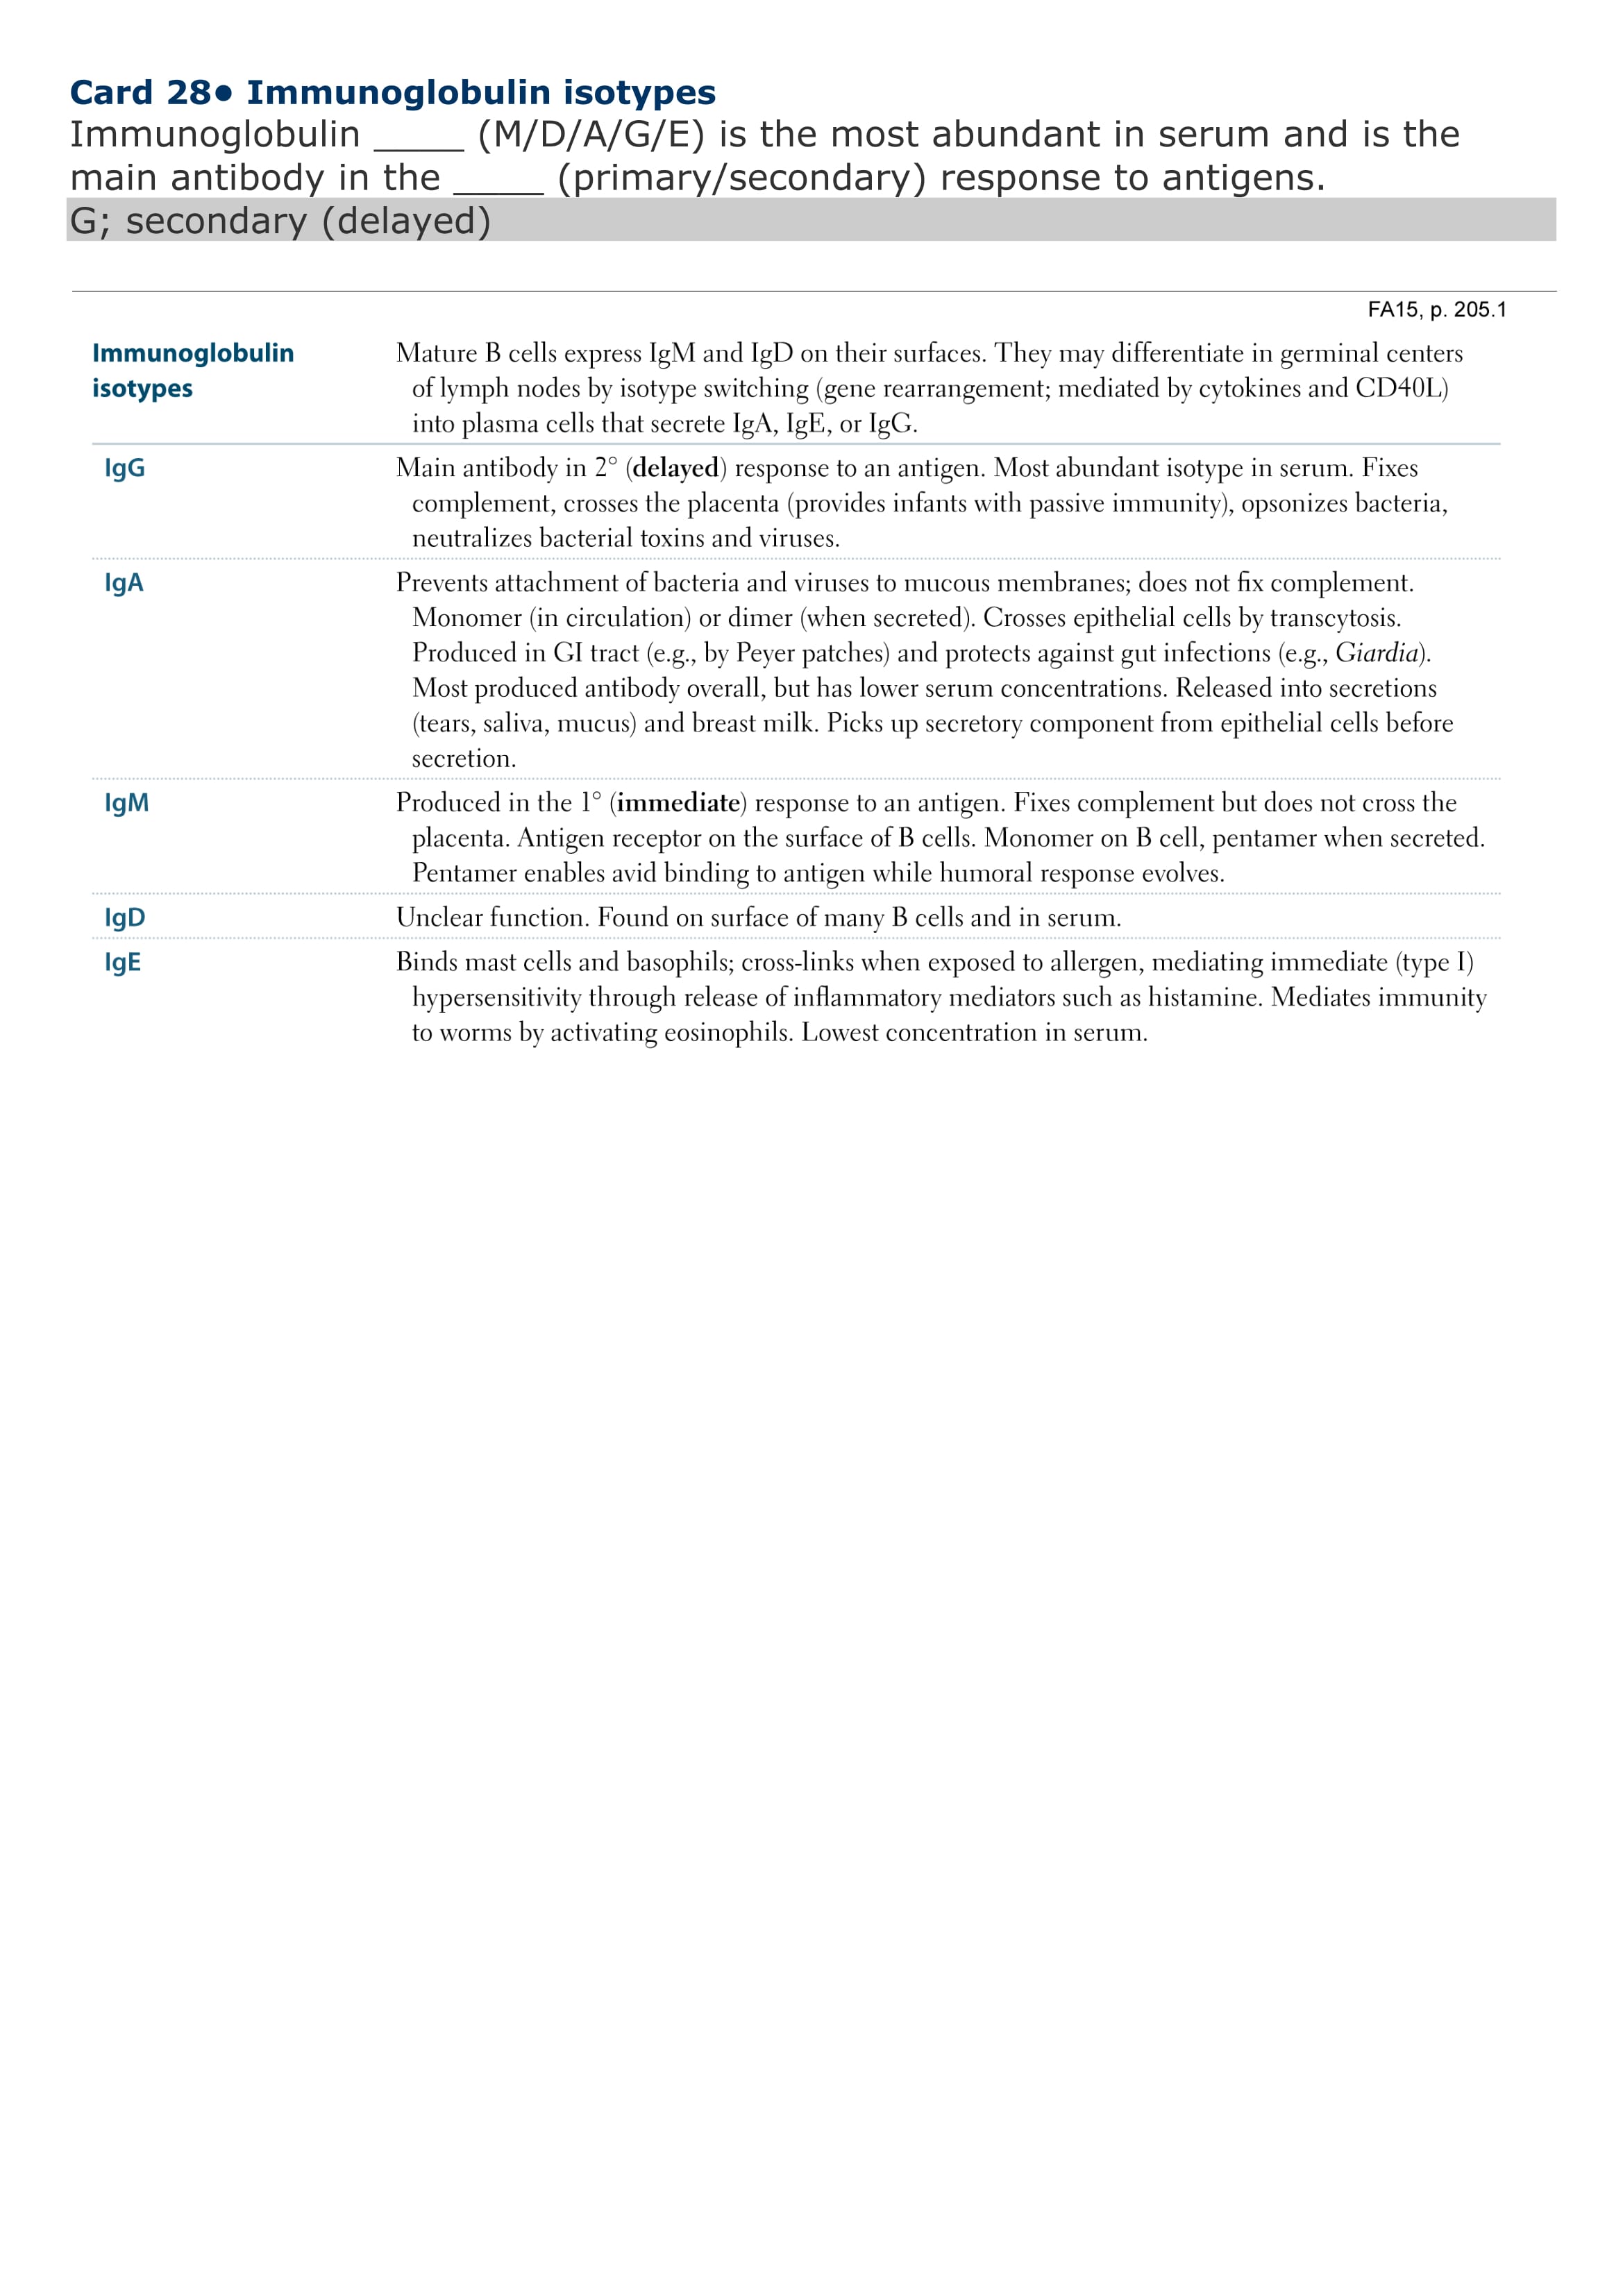 Card 28● Immunoglobulin isotypes
Immunoglobulin _____ (M/D/A/G/E) is the most abundant in serum and is the
main antibody in the _____ (primary/secondary) response to antigens.
G; secondary (delayed)
FA15, p. 205.1
Immunoglobulin
isotypes
Mature B cells express IgM and IgD on their surfaces. They may differentiate in germinal centers
of lymph nodes by isotype switching (gene rearrangement; mediated by cytokines and CD40L)
into plasma cells that secrete IgA, IgE, or IgG.
IgG
Main antibody in 2° (delayed) response to an antigen. Most abundant isotype in serum. Fixes
complement, crosses the placenta (provides infants with passive immunity), opsonizes bacteria,
neutralizes bacterial toxins and viruses.
IgA
Prevents attachment of bacteria and viruses to mucous membranes; does not fix complement.
Monomer (in circulation) or dimer (when secreted). Crosses epithelial cells by transcytosis.
Produced in GI tract (e.g., by Peyer patches) and protects against gut infections (e.g., Giardia).
Most produced antibody overall, but has lower serum concentrations. Released into secretions
(tears, saliva, mucus) and breast milk. Picks up secretory component from epithelial cells before
secretion.
IgM
Produced in the 1° (immediate) response to an antigen. Fixes complement but does not cross the
placenta. Antigen receptor on the surface of B cells. Monomer on B cell, pentamer when secreted.
Pentamer enables avid binding to antigen while humoral response evolves.
IgD
Unclear function. Found on surface of many B cells and in serum.
IgE
Binds mast cells and basophils; cross-links when exposed to allergen, mediating immediate (type I)
hypersensitivity through release of inflammatory mediators such as histamine. Mediates immunity
to worms by activating eosinophils. Lowest concentration in serum.